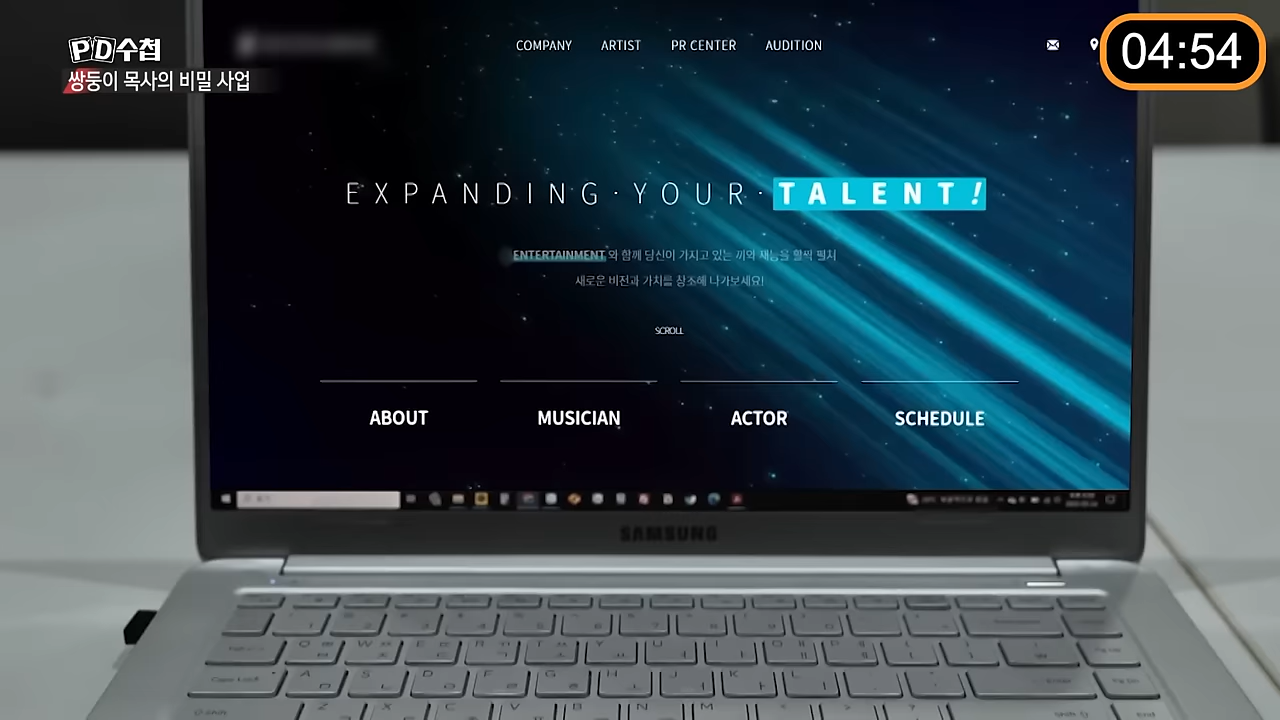 PD수첩
쌍둥이 목사의 비밀 사업
04:54
COMPANY ARTIST PR CENTER AUDITION
EXPANDING·YOUR·TALENT!
ENTERTAINMENT 와 함께 당신이 가지고 있는 끼와 재능을 활짝 펼치
새로운 비전과 가치를 창조해 나가보세요!
SCROLL
ABOUT MUSICIAN ACTOR SCHEDULE
SAMSUNG
Q W E R T Y U I O P
Caps Lock A S D F G H J K L
Z X C V B N M